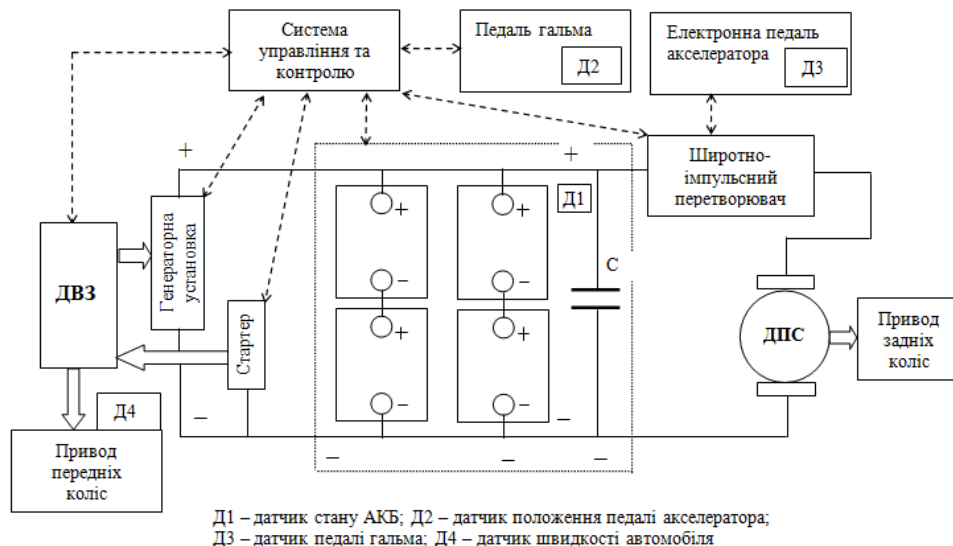 Система
управління та
контролю
Педаль гальма
Д2
Електронна педаль
акселератора
Д3
+
+
Широтно-
імпульсний
перетворювач
Д1
Генераторна
установка
+
+
С
ДВЗ
−
−
Стартер
+
+
ДПС
Привод
задніх
коліс
Д4
−
−
−
−
Привод
передніх
коліс
−
−
−
Д1 – датчик стану АКБ; Д2 – датчик положення педалі акселератора;
Д3 – датчик педалі гальма; Д4 – датчик швидкості автомобіля